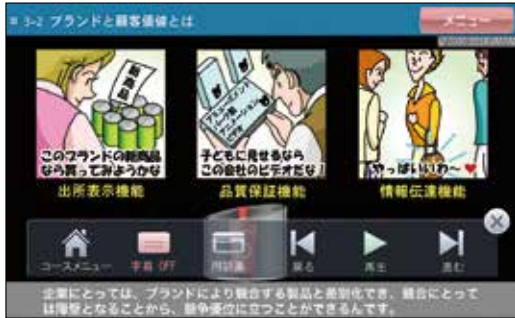 3-2 ブランドと顧客価値とは
メニュー
新商品
このブランドの新商品
なら買ってみようかな
子どもに見せるなら
この会社のビデオだな!
やっぱいいわ〜
出所表示機能
品質保証機能
情報伝達機能
コースメニュー
字幕 OFF
用語集
戻る
再生
進む
企業にとっては、ブランドにより競合する製品と差別化でき、競合にとって
は障壁となることから、競争優位に立つことができるんです。